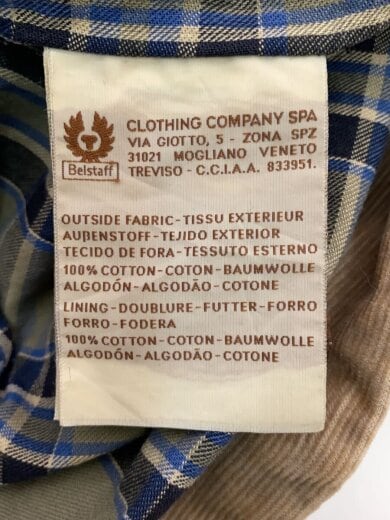 Belstaff
CLOTHING COMPANY SPA
VIA GIOTTO, 5 - ZONA SPZ
31021 MOGLIANO VENETO
TREVISO - C.C.I.A.A. 833951.
OUTSIDE FABRIC-TISSU EXTERIEUR
AUβENSTOFF-TEJIDO EXTERIOR
TECIDO DE FORA-TESSUTO ESTERNO
100% COTTON-COTON-BAUMWOLLE
ALGODÓN-ALGODÃO-COTONE
LINING-DOUBLURE-FUTTER-FORRO
FORRO-FODERA
100% COTTON-COTON-BAUMWOLLE
ALGODÓN-ALGODÃO-COTONE